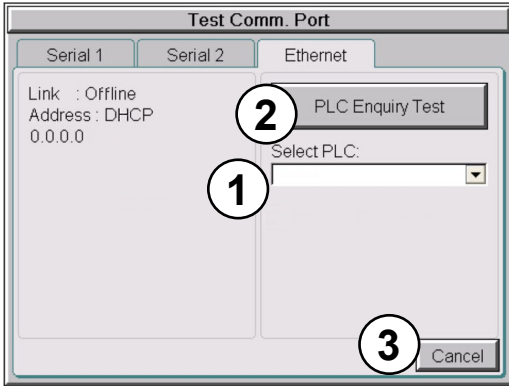 Test Comm. Port
Serial 1
Serial 2
Ethernet
Link : Offline
Address : DHCP
0.0.0.0
2
PLC Enquiry Test
Select PLC:
1
3
Cancel